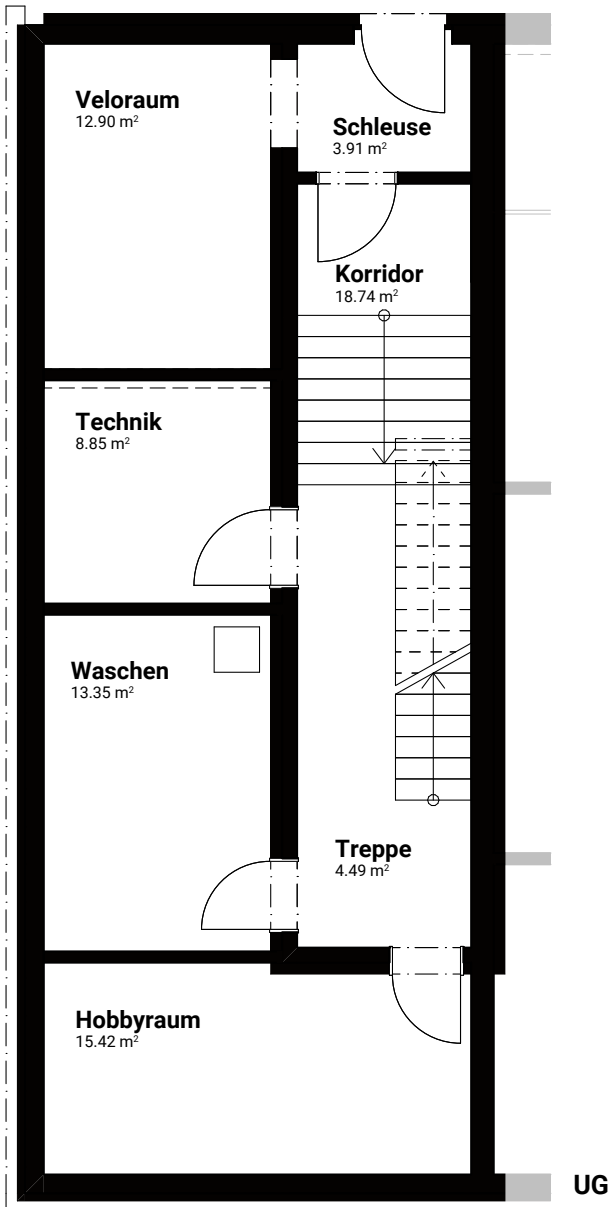 Veloraum
12.90 m²
Schleuse
3.91 m²
Korridor
18.74 m²
Technik
8.85 m²
Waschen
13.35 m²
Treppe
4.49 m²
Hobbyraum
15.42 m²
UG